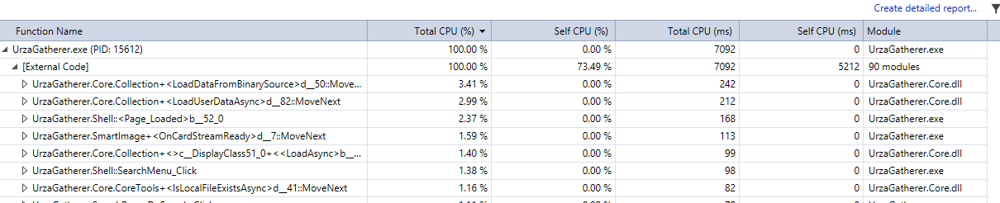 Create detailed report...
Function Name Total CPU (%) Self CPU (%) Total CPU (ms) Self CPU (ms) Module
UrzaGatherer.exe (PID: 15612) 100.00 % 0.00 % 7092 0 UrzaGatherer.exe
[External Code] 100.00 % 73.49 % 7092 5212 90 modules
UrzaGatherer.Core.Collection+<LoadDataFromBinarySource>d__50::Move... 3.41 % 0.00 % 242 0 UrzaGatherer.Core.dll
UrzaGatherer.Core.Collection+<LoadUserDataAsync>d__82::MoveNext 2.99 % 0.00 % 212 0 UrzaGatherer.Core.dll
UrzaGatherer.Shell::<Page_Loaded>b__52_0 2.37 % 0.00 % 168 0 UrzaGatherer.exe
UrzaGatherer.SmartImage+<OnCardStreamReady>d__7::MoveNext 1.59 % 0.00 % 113 0 UrzaGatherer.exe
UrzaGatherer.Core.Collection+<>c__DisplayClass51_0+<<LoadAsync>b__... 1.40 % 0.00 % 99 0 UrzaGatherer.Core.dll
UrzaGatherer.Shell::SearchMenu_Click 1.38 % 0.00 % 98 0 UrzaGatherer.exe
UrzaGatherer.Core.CoreTools+<IsLocalFileExistsAsync>d__41::MoveNext 1.16 % 0.00 % 82 0 UrzaGatherer.Core.dll